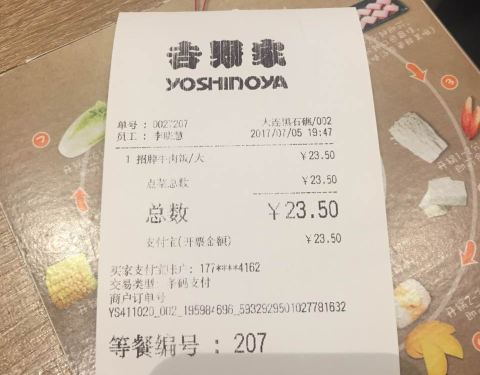 吉野家
YOSHINOYA
单号 : 0027207 大连黑石礁/002
员工 : 李晓慧 2017/07/05 19:47
1 招牌牛肉饭/大 ¥23.50
点菜总数 ¥23.50
总数 ¥23.50
支付宝(开票金额) ¥23.50
买家支付宝账户: 177*****4162
交易类型: 条码支付
商户订单号
YS411020_002_195984696_5932929501027781632
等餐编号 : 207